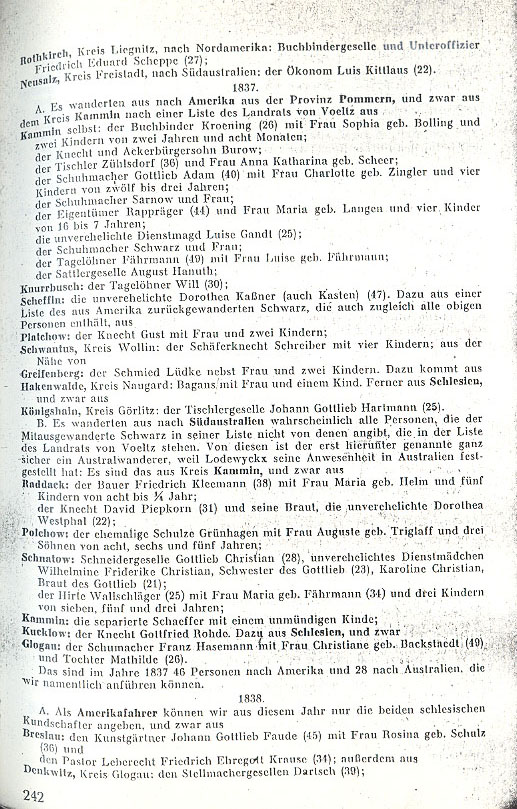 Rothkirch, Kreis Liegnitz, nach Nordamerika: Buchbindergeselle und Unteroffizier
Friedrich Eduard Scheppe (27);
Neusalz, Kreis Freistadt, nach Südaustralien: der Ökonom Luis Kittlaus (22).
1837.
A. Es wanderten aus nach Amerika aus der Provinz Pommern, und zwar aus
dem Kreis Kammin nach einer Liste des Landrats von Voeltz aus
Kammin selbst: der Buchbinder Kroening (26) mit Frau Sophia geb. Bolling und
zwei Kindern von zwei Jahren und acht Monaten;
der Knecht und Ackerbürgersohn Burow;
der Tischler Zühlsdorf (36) und Frau Anna Katharina geb. Scheer;
der Schuhmacher Gottlieb Adam (40) mit Frau Charlotte geb. Zingler und vier
Kindern von zwölf bis drei Jahren;
der Schuhmacher Sarnow und Frau;
der Eigentümer Rappräger (44) und Frau Maria geb. Langen und vier Kinder
von 16 bis 7 Jahren;
die unverehelichte Dienstmagd Luise Gandt (25);
der Schuhmacher Schwarz und Frau;
der Tagelöhner Fährmann (49) mit Frau Luise geb. Fährmann;
der Sattlergeselle August Hanuth;
Knurrbusch: der Tagelöhner Will (30);
Scheffin: die unverehelichte Dorothea Kaßner (auch Kasten) (47). Dazu aus einer
Liste des aus Amerika zurückgewanderten Schwarz, die auch zugleich alle obigen
Personen enthält, aus
Platchow: der Knecht Gust mit Frau und zwei Kindern;
Schwantus, Kreis Wollin: der Schäferknecht Schreiber mit vier Kindern; aus der
Nähe von
Greifenberg: der Schmied Lüdke nebst Frau und zwei Kindern. Dazu kommt aus
Hakenwalde, Kreis Naugard: Bagans mit Frau und einem Kind. Ferner aus Schlesien,
und zwar aus
Königshain, Kreis Görlitz: der Tischlergeselle Johann Gottlieb Hartmann (25).
B. Es wanderten aus nach Südaustralien wahrscheinlich alle Personen, die der
Mitausgewanderte Schwarz in seiner Liste nicht von denen angibt, die in der Liste
des Landrats von Voeltz stehen. Von diesen ist der erst hierunter genannte ganz
sicher ein Australwanderer, weil Lodewyckx seine Anwesenheit in Australien fest-
gestellt hat: Es sind das aus Kreis Kammin, und zwar aus
Raddack: der Bauer Friedrich Kleemann (38) mit Frau Maria geb. Helm und fünf
Kindern von acht bis ¾ Jahr;
der Knecht David Piepkorn (31) und seine Braut, die unverehelichte Dorothea
Westphal (22);
Polchow: der ehemalige Schulze Grünhagen mit Frau Auguste geb. Triglaff und drei
Söhnen von acht, sechs und fünf Jahren;
Schnatow: Schneidergeselle Gottlieb Christian (28), unverehelichtes Dienstmädchen
Wilhelmine Friderike Christian, Schwester des Gottlieb (23), Karoline Christian,
Braut des Gottlieb (21);
der Hirte Wallschläger (25) mit Frau Maria geb. Fährmann (34) und drei Kindern
von sieben, fünf und drei Jahren;
Kammin: die separierte Schaeffer mit einem unmündigen Kinde;
Kucklow: der Knecht Gottfried Rohde. Dazu aus Schlesien, und zwar
Glogau: der Schumacher Franz Hasemann mit Frau Christiane geb. Backstaedt (49)
und Tochter Mathilde (26).
Das sind im Jahre 1837 46 Personen nach Amerika und 28 nach Australien, die
wir namentlich anführen können.
1838.
A. Als Amerikafahrer können wir aus diesem Jahr nur die beiden schlesischen
Kundschafter angeben, und zwar aus
Breslau: den Kunstgärtner Johann Gottlieb Faude (45) mit Frau Rosina geb. Schulz
(36) und
den Pastor Leberecht Friedrich Ehregott Krause (34); außerdem aus
Denkwitz, Kreis Glogau: den Stellmachergesellen Dartsch (39);
242